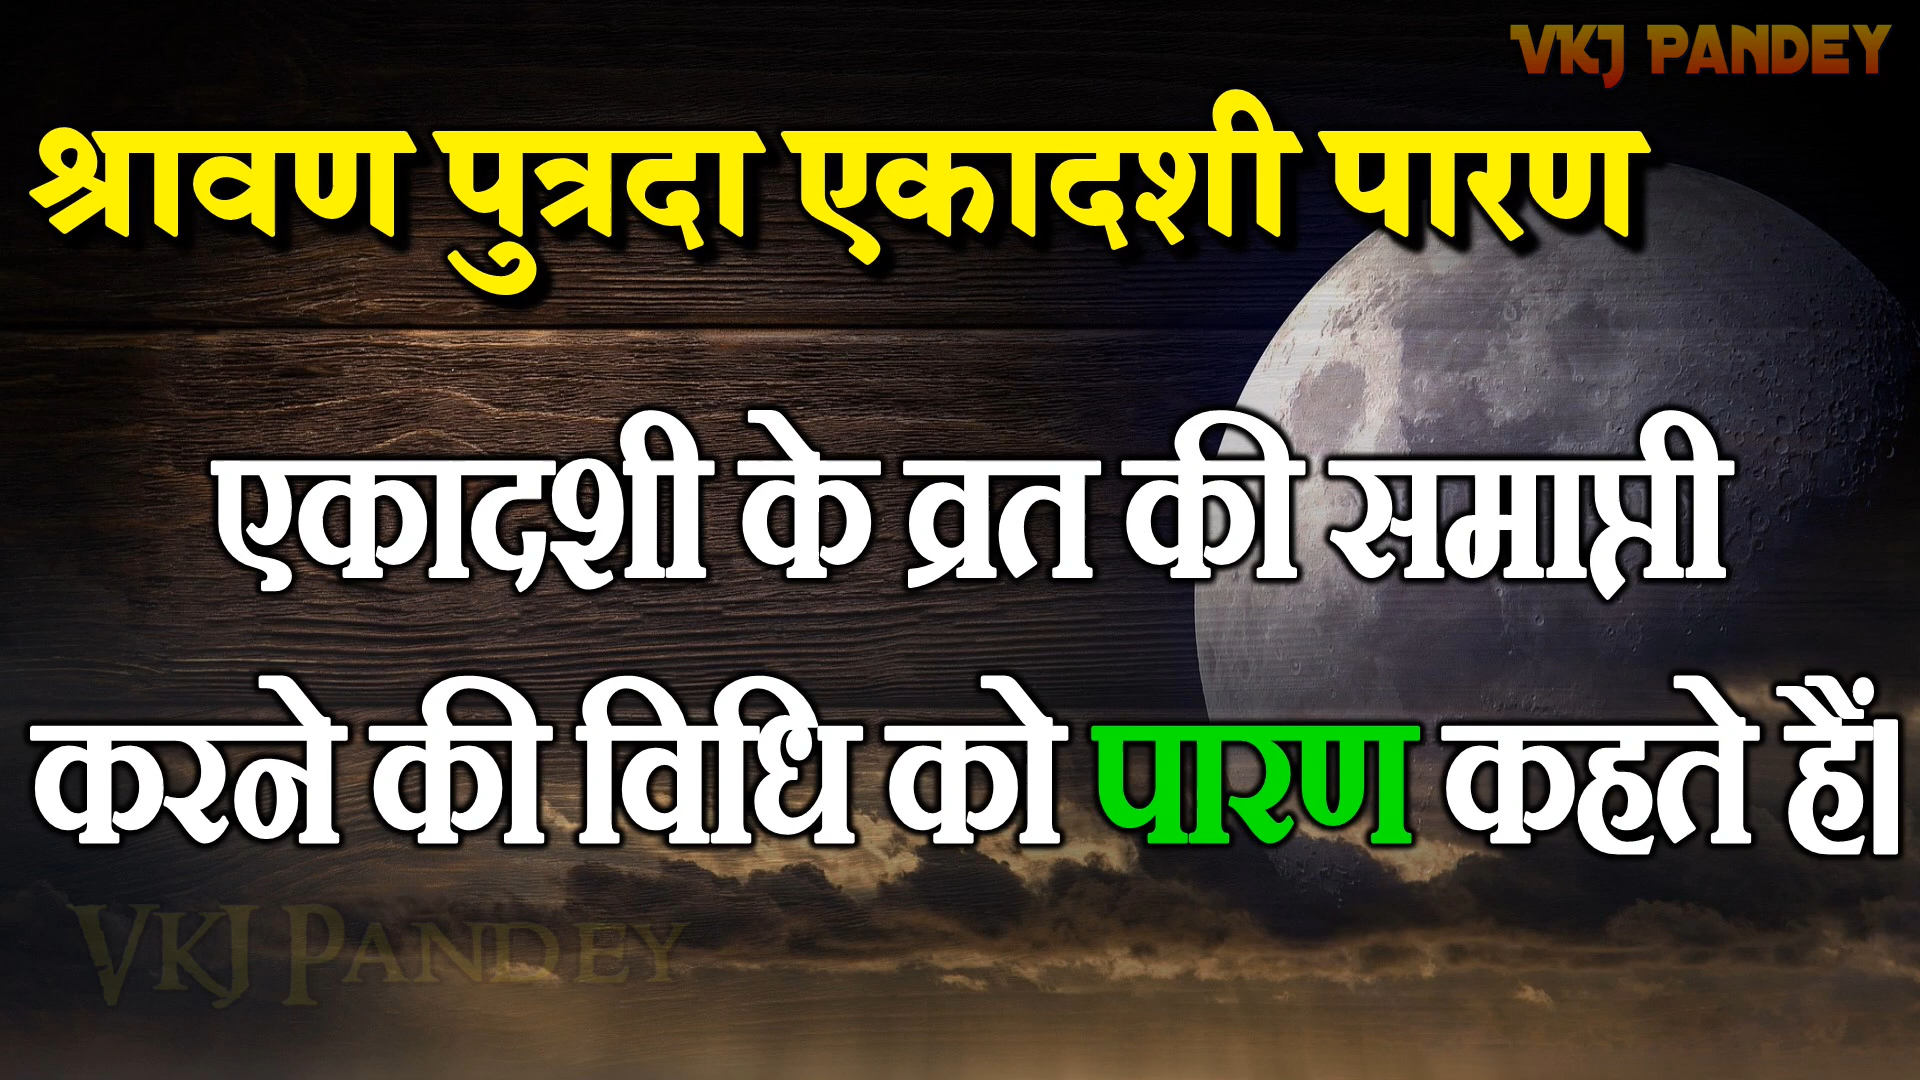 VKJ PANDEY
श्रावण पुत्रदा एकादशी पारण
एकादशी के व्रत की समाप्ती
करने की विधि को पारण कहते हैं।
VKJ PANDEY